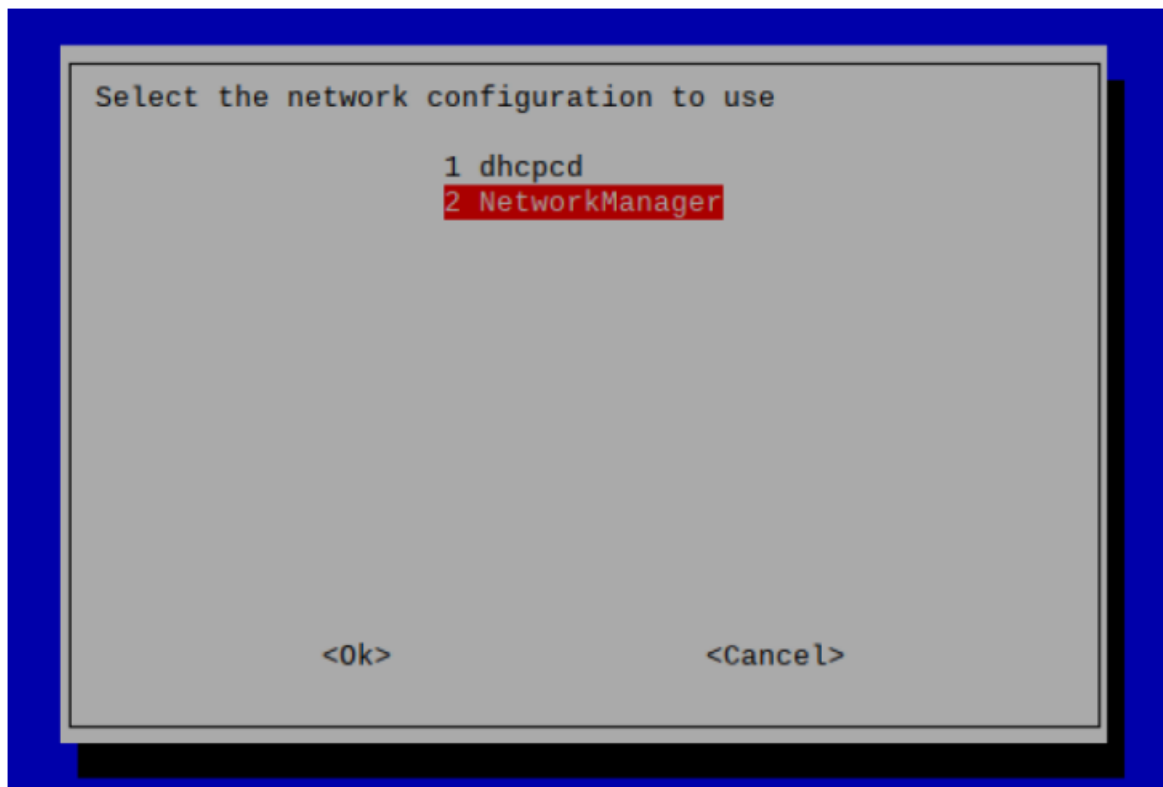 Select the network configuration to use
1 dhcpcd
2 NetworkManager
<Ok> <Cancel>